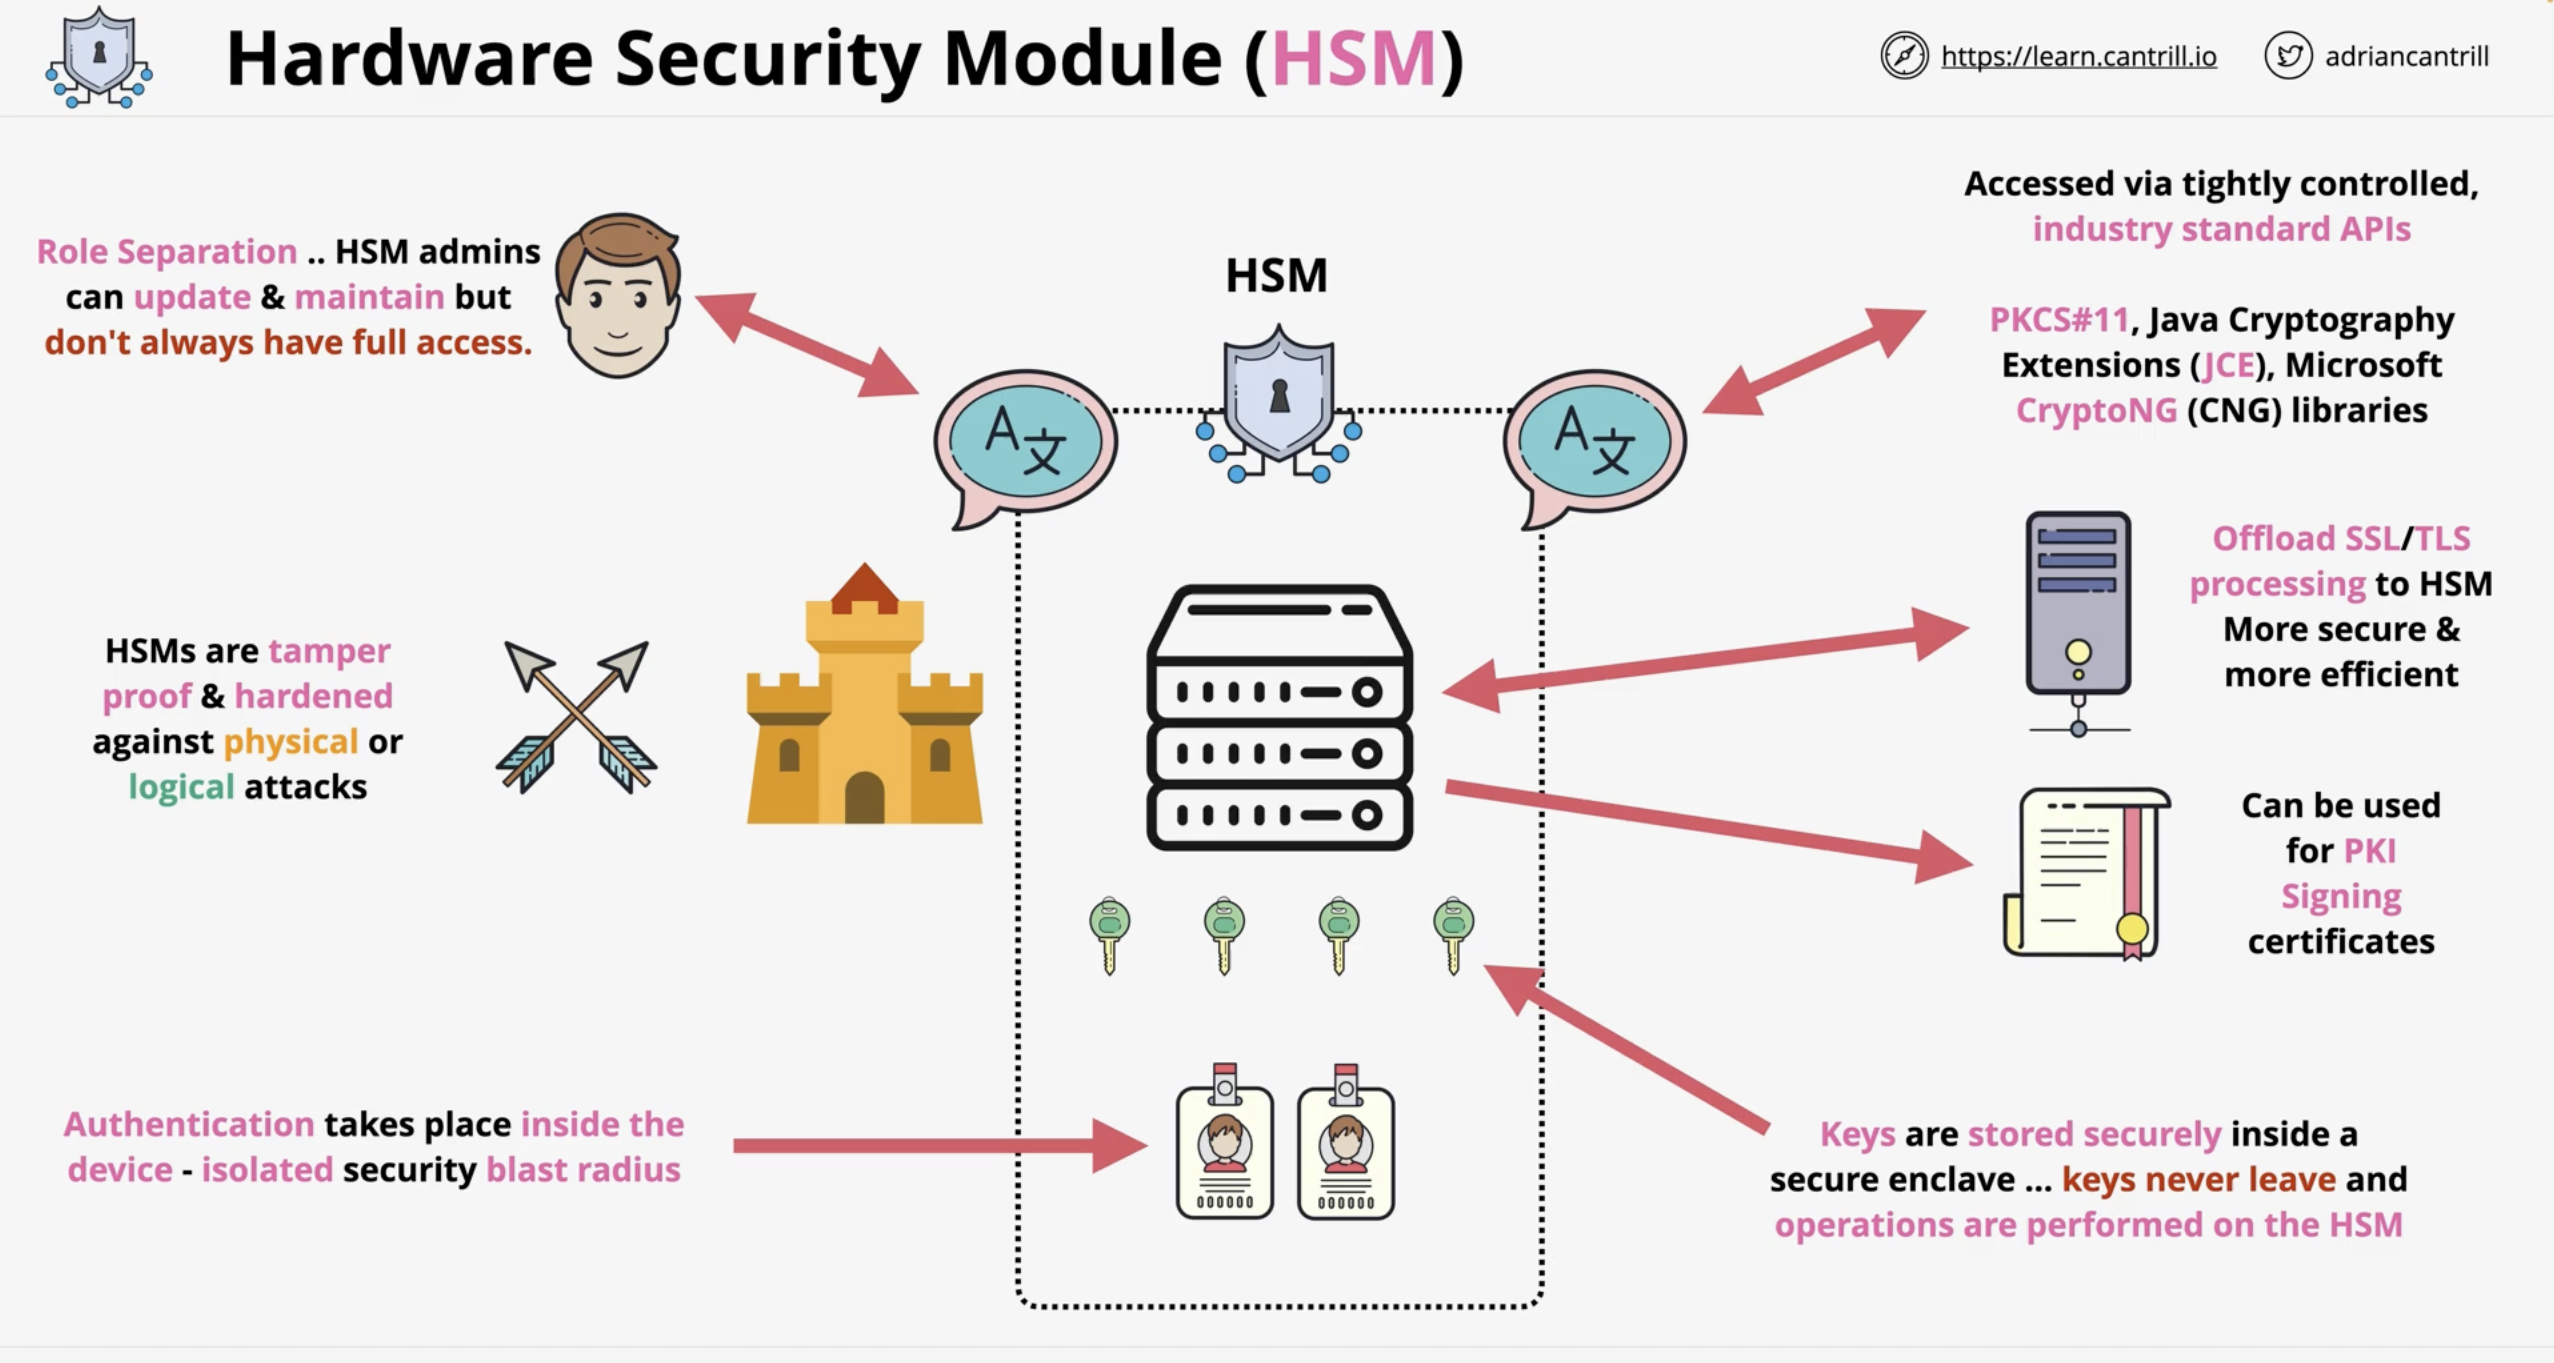 Hardware Security Module (HSM)
https://learn.cantrill.io
adriancantrill
Role Separation .. HSM admins
can update & maintain but
don't always have full access.
HSM
A文
A文
Accessed via tightly controlled,
industry standard APIs
PKCS#11, Java Cryptography
Extensions (JCE), Microsoft
CryptoNG (CNG) libraries
HSMs are tamper
proof & hardened
against physical or
logical attacks
Offload SSL/TLS
processing to HSM
More secure &
more efficient
Can be used
for PKI
Signing
certificates
Authentication takes place inside the
device - isolated security blast radius
Keys are stored securely inside a
secure enclave ... keys never leave and
operations are performed on the HSM